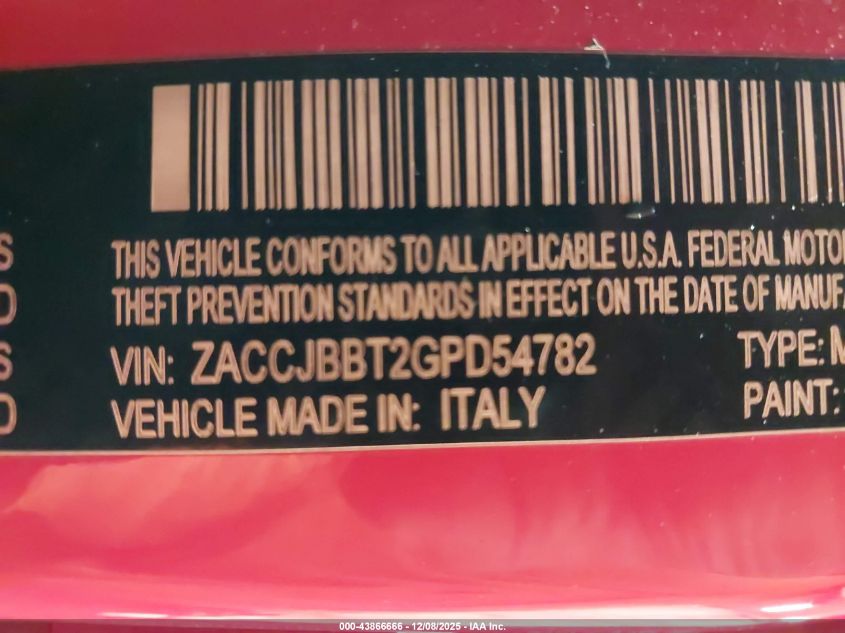 THIS VEHICLE CONFORMS TO ALL APPLICABLE U.S.A. FEDERAL MOTOR
THEFT PREVENTION STANDARDS IN EFFECT ON THE DATE OF MANUFA
VIN: ZACCJBBT2GPD54782 TYPE: M
VEHICLE MADE IN: ITALY PAINT:
S
D
S
D
000-43866666 - 12/08/2025 - IAA Inc.